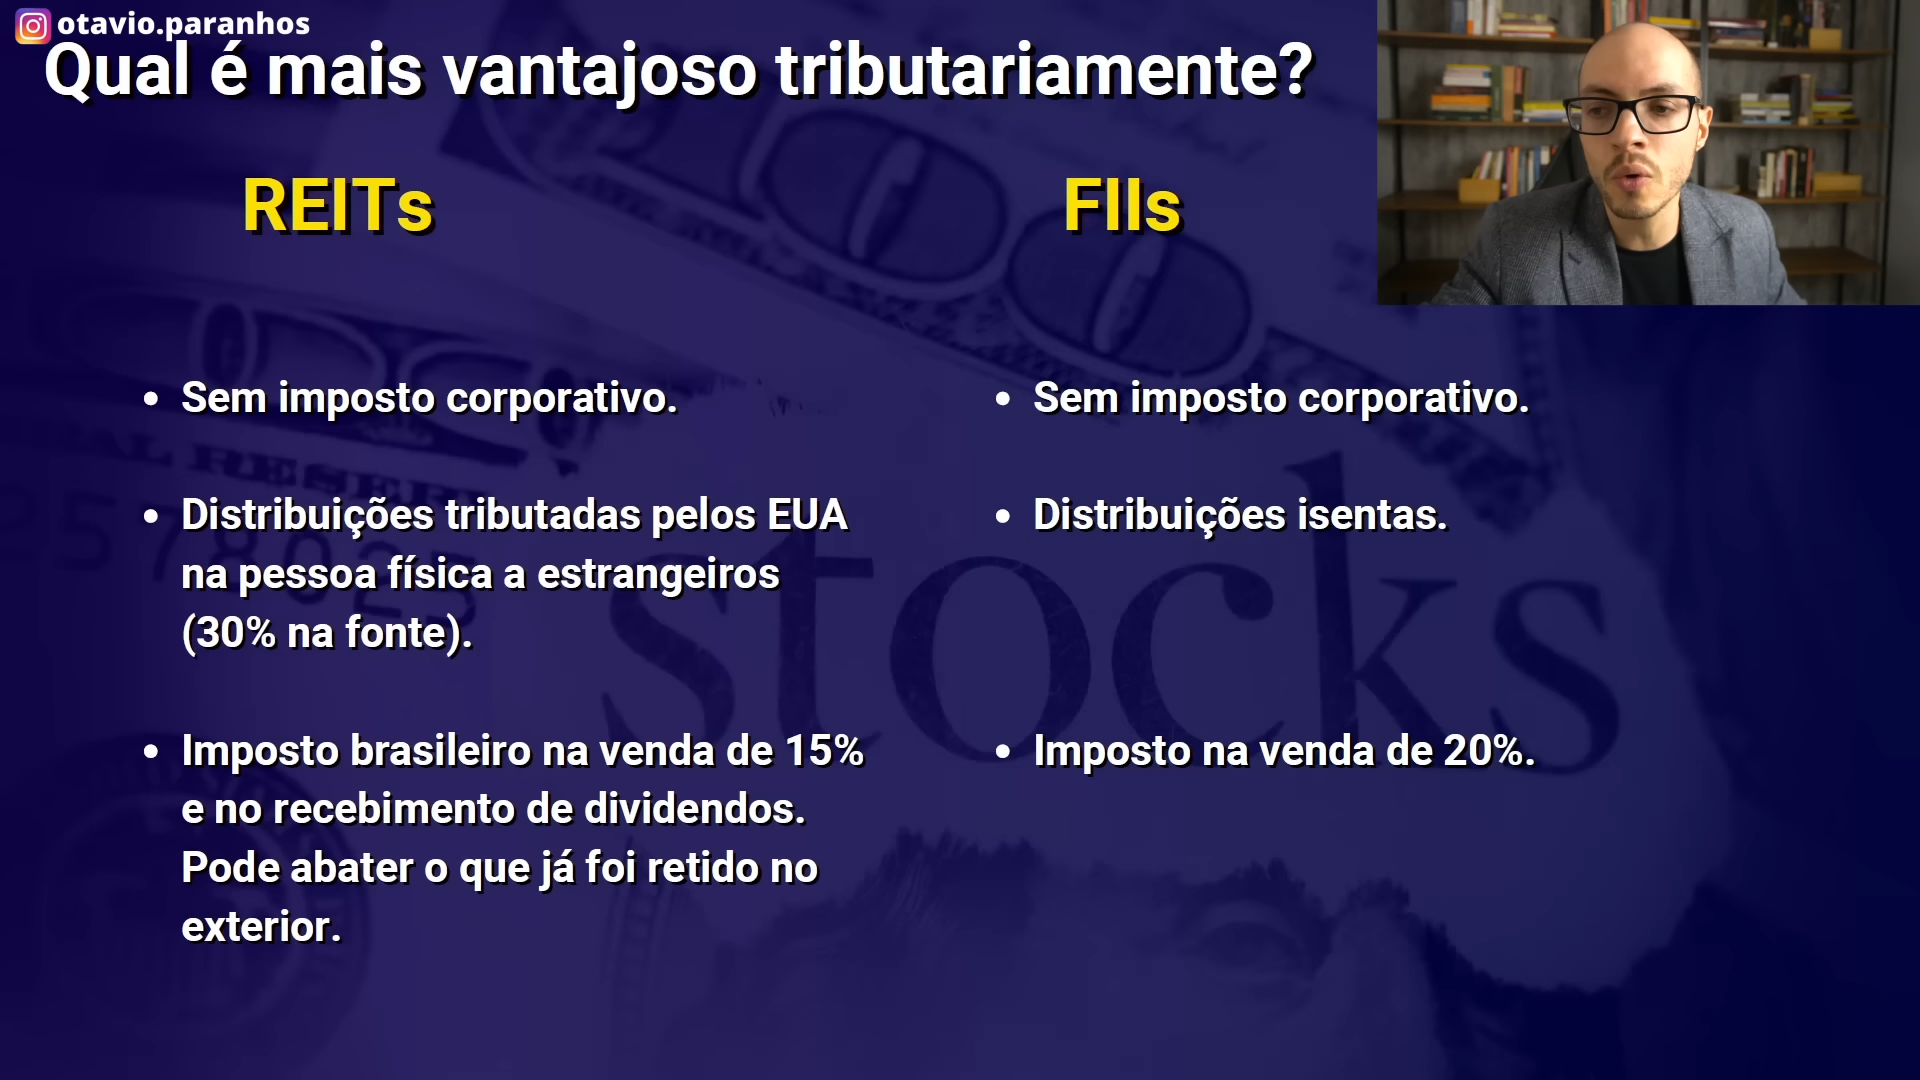 otavio.paranhos
Qual é mais vantajoso tributariamente?
REITs
• Sem imposto corporativo.
• Distribuições tributadas pelos EUA
na pessoa física a estrangeiros
(30% na fonte).
• Imposto brasileiro na venda de 15%
e no recebimento de dividendos.
Pode abater o que já foi retido no
exterior.
FIIs
• Sem imposto corporativo.
• Distribuições isentas.
• Imposto na venda de 20%.
stocks